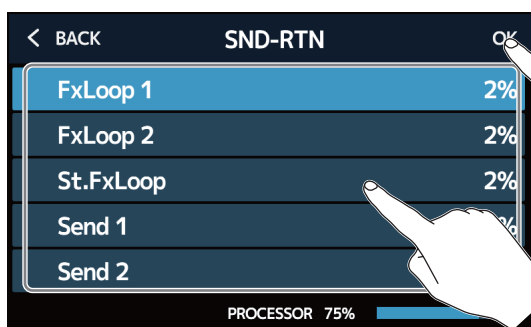 < BACK SND-RTN OK
FxLoop 1 2%
FxLoop 2 2%
St.FxLoop 2%
Send 1 %
Send 2
PROCESSOR 75%